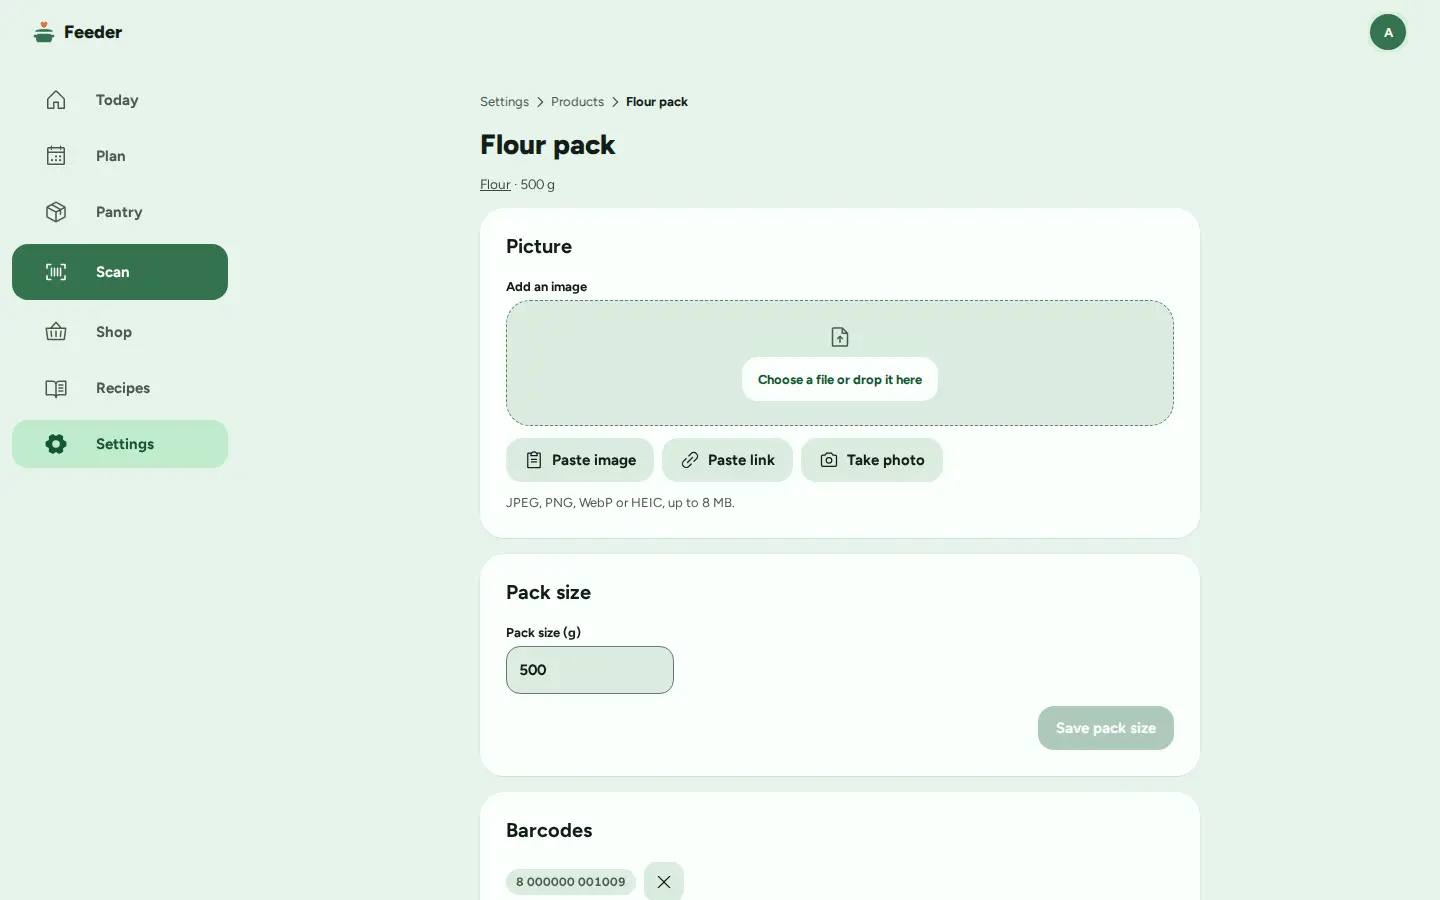 Feeder
A
Today
Plan
Pantry
Scan
Shop
Recipes
Settings
Settings > Products > Flour pack
Flour pack
Flour · 500 g
Picture
Add an image
Choose a file or drop it here
Paste image
Paste link
Take photo
JPEG, PNG, WebP or HEIC, up to 8 MB.
Pack size
Pack size (g)
500
Save pack size
Barcodes
8 000000 001009